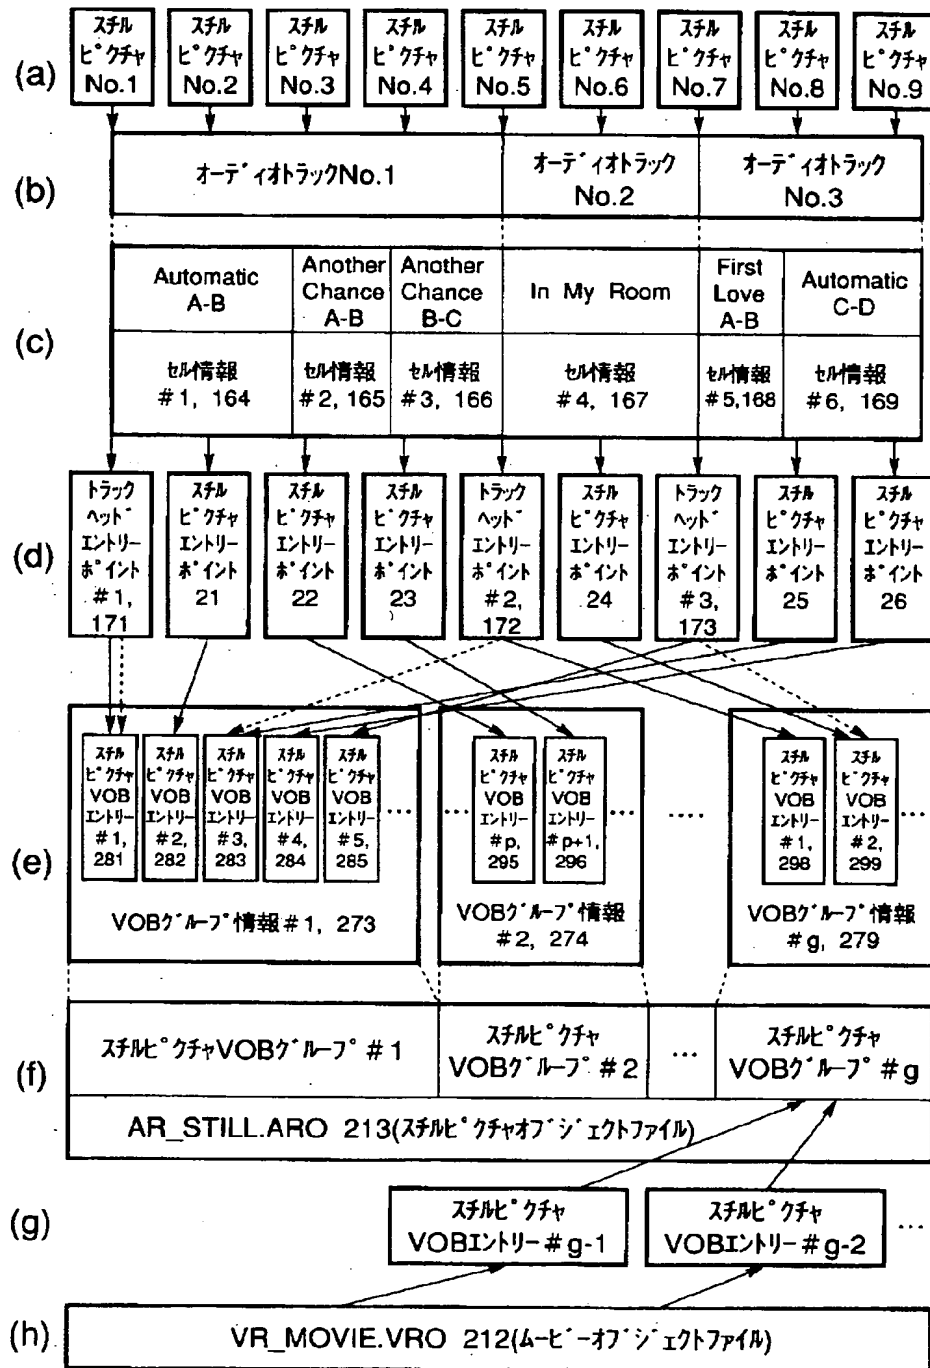 (a)
スチル
ピクチャ
No.1
スチル
ピクチャ
No.2
スチル
ピクチャ
No.3
スチル
ピクチャ
No.4
スチル
ピクチャ
No.5
スチル
ピクチャ
No.6
スチル
ピクチャ
No.7
スチル
ピクチャ
No.8
スチル
ピクチャ
No.9
(b)
オーディオトラックNo.1
オーディオトラック
No.2
オーディオトラック
No.3
(c)
Automatic
A-B
Another
Chance
A-B
Another
Chance
B-C
In My Room
First
Love
A-B
Automatic
C-D
セル情報
#1, 164
セル情報
#2, 165
セル情報
#3, 166
セル情報
#4, 167
セル情報
#5,168
セル情報
#6, 169
(d)
トラック
ヘッド
エントリー
ポイント
#1,
171
スチル
ピクチャ
エントリー
ポイント
21
スチル
ピクチャ
エントリー
ポイント
22
スチル
ピクチャ
エントリー
ポイント
23
トラック
ヘッド
エントリー
ポイント
#2,
172
スチル
ピクチャ
エントリー
ポイント
24
トラック
ヘッド
エントリー
ポイント
#3,
173
スチル
ピクチャ
エントリー
ポイント
25
スチル
ピクチャ
エントリー
ポイント
26
(e)
スチル
ピクチャ
VOB
エントリー
#1,
281
スチル
ピクチャ
VOB
エントリー
#2,
282
スチル
ピクチャ
VOB
エントリー
#3,
283
スチル
ピクチャ
VOB
エントリー
#4,
284
スチル
ピクチャ
VOB
エントリー
#5,
285
····
VOBグループ情報#1, 273
····
スチル
ピクチャ
VOB
エントリー
#p,
295
スチル
ピクチャ
VOB
エントリー
#p+1,
296
····
VOBグループ情報
#2, 274
····
スチル
ピクチャ
VOB
エントリー
#1,
298
スチル
ピクチャ
VOB
エントリー
#2,
299
···
VOBグループ情報
#g, 279
(f)
スチルピクチャVOBグループ#1
スチルピクチャ
VOBグループ#2
···
スチルピクチャ
VOBグループ#g
AR_STILL.ARO 213(スチルピクチャオブジェクトファイル)
(g)
スチルピクチャ
VOBエントリー#g-1
スチルピクチャ
VOBエントリー#g-2
···
(h)
VR_MOVIE.VRO 212(ムービーオブジェクトファイル)